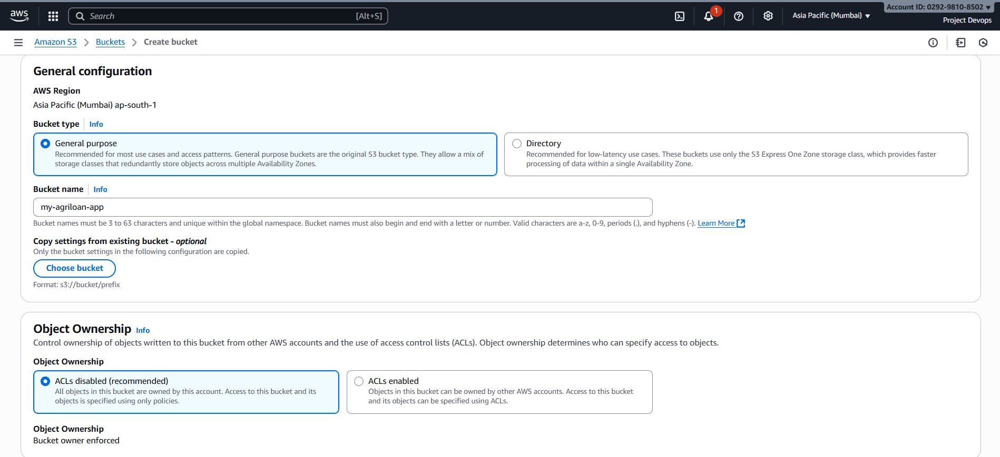 aws
Search
[Alt+S]
1
Asia Pacific (Mumbai)
Account ID: 0292-9810-8502
Project Devops
Amazon S3
Buckets
Create bucket
General configuration
AWS Region
Asia Pacific (Mumbai) ap-south-1
Bucket type
Info
General purpose
Recommended for most use cases and access patterns. General purpose buckets are the original S3 bucket type. They allow a mix of
storage classes that redundantly store objects across multiple Availability Zones.
Directory
Recommended for low-latency use cases. These buckets use only the S3 Express One Zone storage class, which provides faster
processing of data within a single Availability Zone.
Bucket name
Info
my-agriloan-app
Bucket names must be 3 to 63 characters and unique within the global namespace. Bucket names must also begin and end with a letter or number. Valid characters are a-z, 0-9, periods (.), and hyphens (-). Learn More
Copy settings from existing bucket - optional
Only the bucket settings in the following configuration are copied.
Choose bucket
Format: s3://bucket/prefix
Object Ownership
Info
Control ownership of objects written to this bucket from other AWS accounts and the use of access control lists (ACLs). Object ownership determines who can specify access to objects.
Object Ownership
ACLs disabled (recommended)
All objects in this bucket are owned by this account. Access to this bucket and its
objects is specified using only policies.
ACLs enabled
Objects in this bucket can be owned by other AWS accounts. Access to this bucket
and its objects can be specified using ACLs.
Object Ownership
Bucket owner enforced